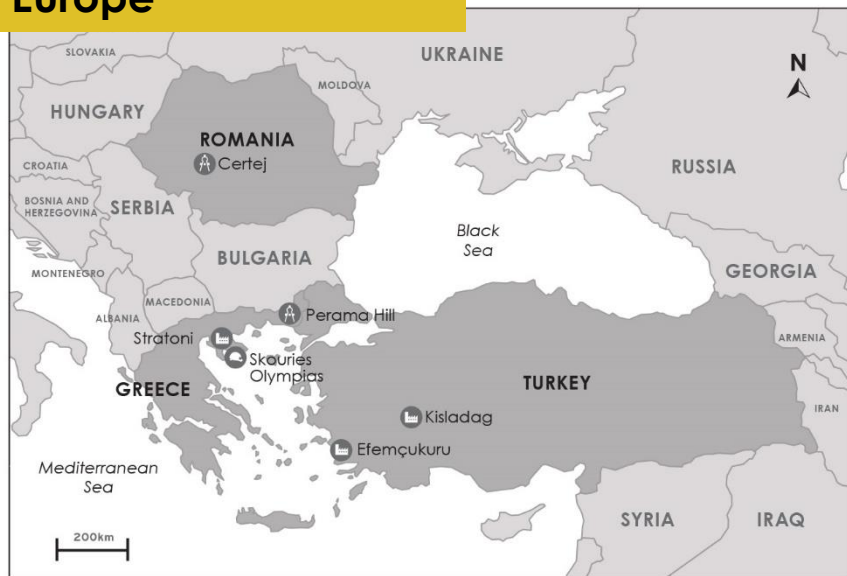 Europe
SLOVAKIA
UKRAINE
N
MOLDOVA
HUNGARY
ROMANIA
Certej
CROATIA
RUSSIA
BOSNIA AND
HERZEGOVINA
SERBIA
Black
Sea
BULGARIA
MONTENEGRO
GEORGIA
MACEDONIA
ALBANIA
Perama Hill
Stratoni
ARMENIA
Skouries
Olympias
GREECE
TURKEY
IRAN
Kisladag
Efemçukuru
Mediterranean
Sea
SYRIA
IRAQ
200km